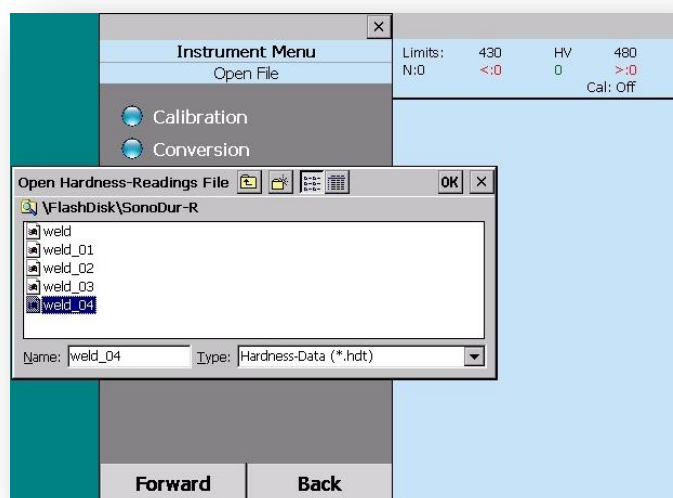 Instrument Menu
Open File
Calibration
Conversion
Limits: 430 HV 480
N:0 <:0 0 >:0
Cal: Off
Open Hardness-Readings File OK
\FlashDisk\SonoDur-R
weld
weld_01
weld_02
weld_03
weld_04
Name: weld_04 Type: Hardness-Data (*.hdt)
Forward Back